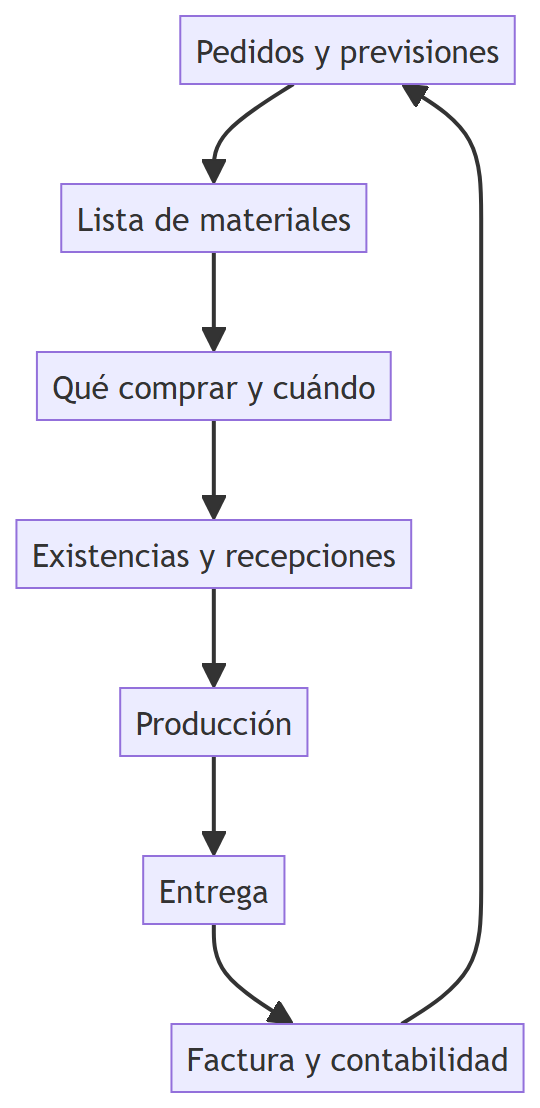 Pedidos y previsiones
Lista de materiales
Qué comprar y cuándo
Existencias y recepciones
Producción
Entrega
Factura y contabilidad